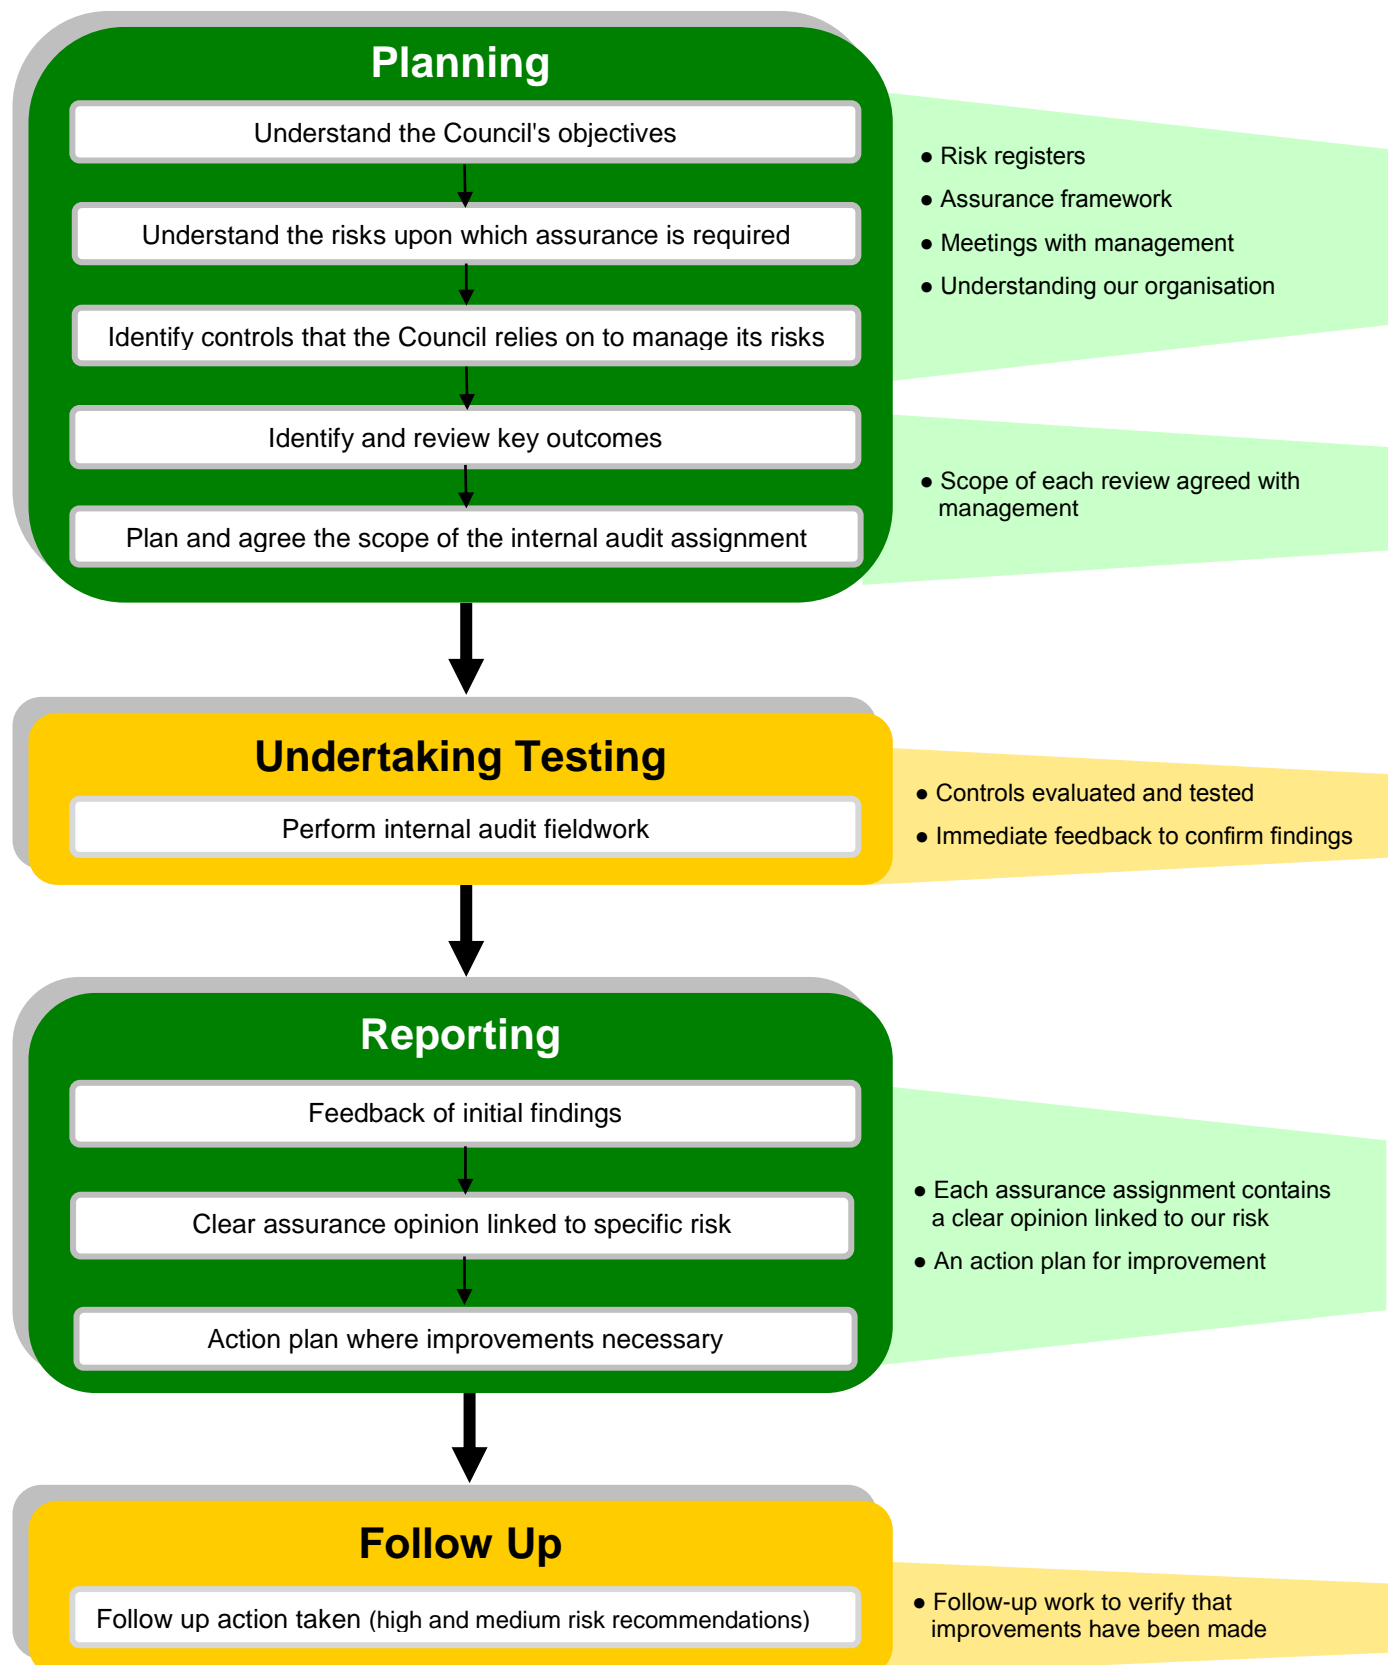 Planning
Understand the Council's objectives
Understand the risks upon which assurance is required
Identify controls that the Council relies on to manage its risks
Identify and review key outcomes
Plan and agree the scope of the internal audit assignment
● Risk registers
● Assurance framework
● Meetings with management
● Understanding our organisation
● Scope of each review agreed with
management
Undertaking Testing
Perform internal audit fieldwork
● Controls evaluated and tested
● Immediate feedback to confirm findings
Reporting
Feedback of initial findings
Clear assurance opinion linked to specific risk
Action plan where improvements necessary
● Each assurance assignment contains
a clear opinion linked to our risk
● An action plan for improvement
Follow Up
Follow up action taken (high and medium risk recommendations)
● Follow-up work to verify that
improvements have been made